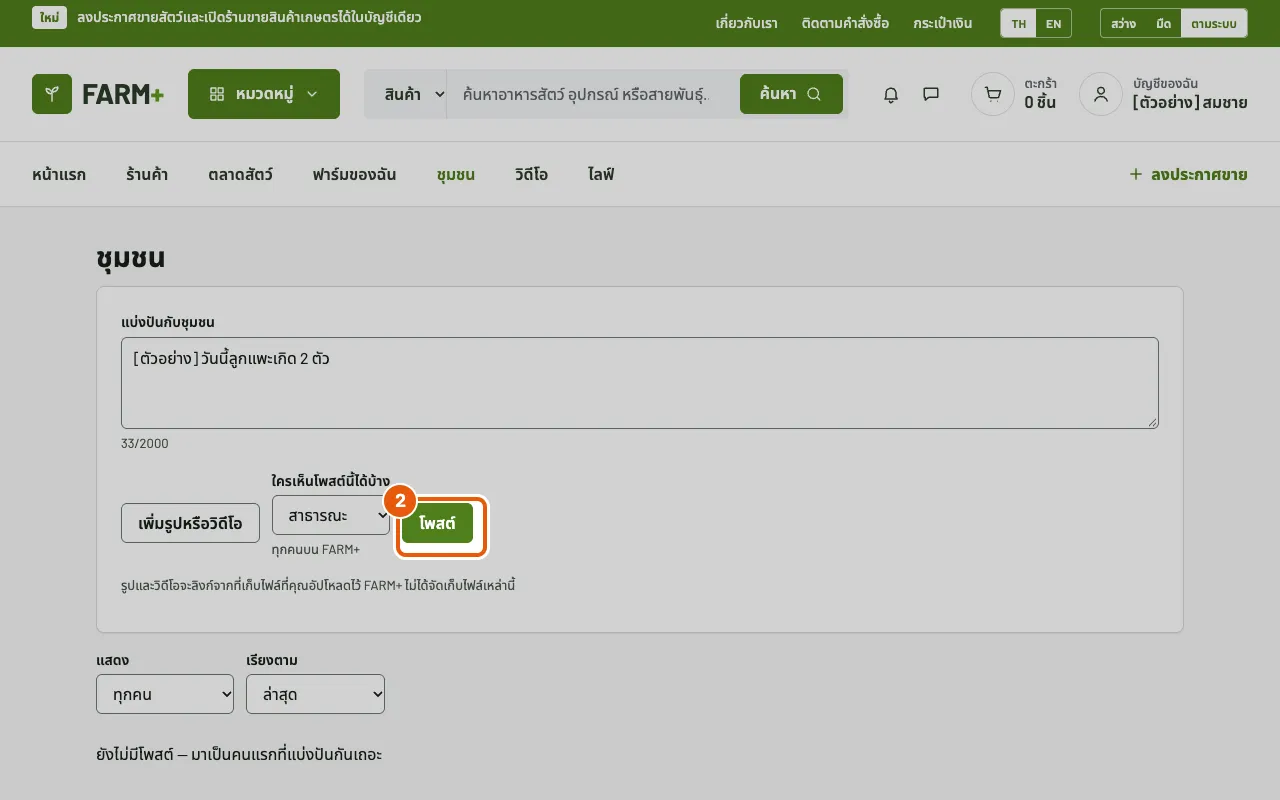 ใหม่ ลงประกาศขายสัตว์และเปิดร้านขายสินค้าเกษตรได้ในบัญชีเดียว เกี่ยวกับเรา ติดตามคำสั่งซื้อ กระเป๋าเงิน TH EN สว่าง มืด ตามระบบ
FARM+ หมวดหมู่ สินค้า ค้นหาอาหารสัตว์ อุปกรณ์ หรือสายพันธุ์.. ค้นหา ตะกร้า บัญชีของฉัน
0 ชิ้น [ตัวอย่าง] สมชาย
หน้าแรก ร้านค้า ตลาดสัตว์ ฟาร์มของฉัน ชุมชน วิดีโอ ไลฟ์ + ลงประกาศขาย
ชุมชน
แบ่งปันกับชุมชน
[ตัวอย่าง] วันนี้ลูกแพะเกิด 2 ตัว
33/2000
ใครเห็นโพสต์นี้ได้บ้าง
2
เพิ่มรูปหรือวิดีโอ สาธารณะ โพสต์
ทุกคนบน FARM+
รูปและวิดีโอจะลิงก์จากที่เก็บไฟล์ที่คุณอัปโหลดไว้ FARM+ ไม่ได้จัดเก็บไฟล์เหล่านี้
แสดง เรียงตาม
ทุกคน ล่าสุด
ยังไม่มีโพสต์ — มาเป็นคนแรกที่แบ่งปันกันเถอะ